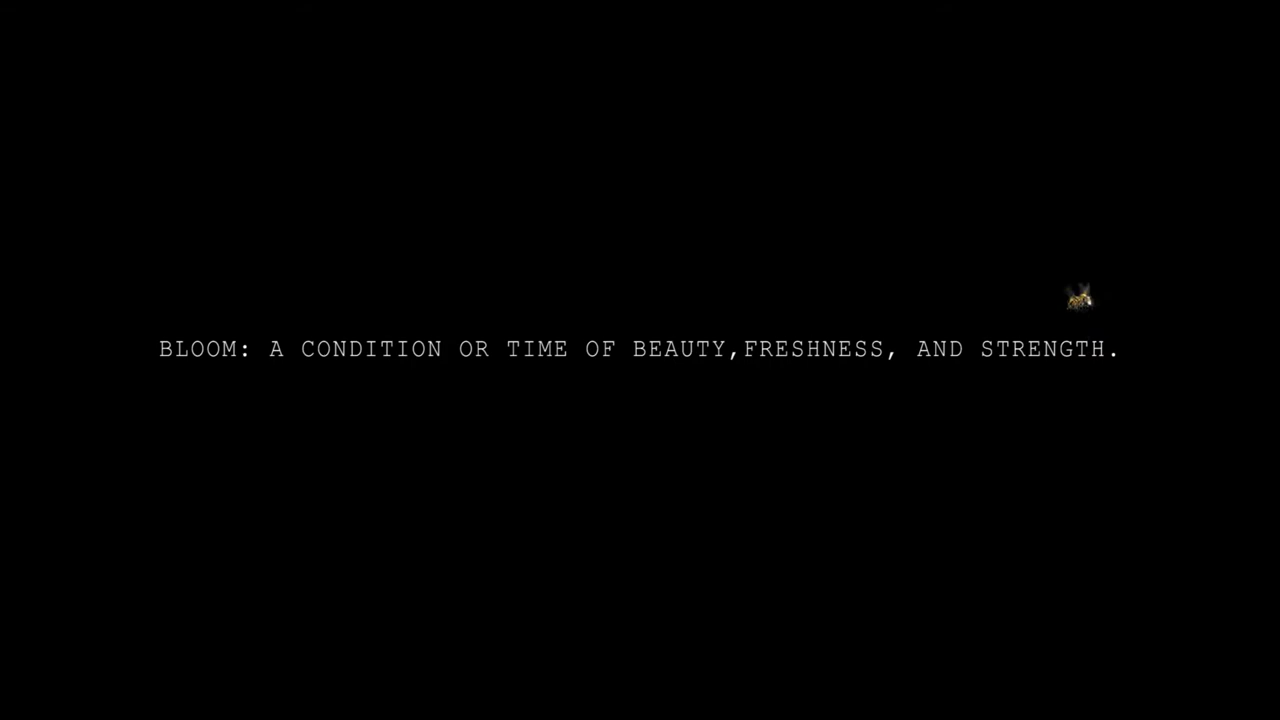 BLOOM: A CONDITION OR TIME OF BEAUTY,FRESHNESS, AND STRENGTH.